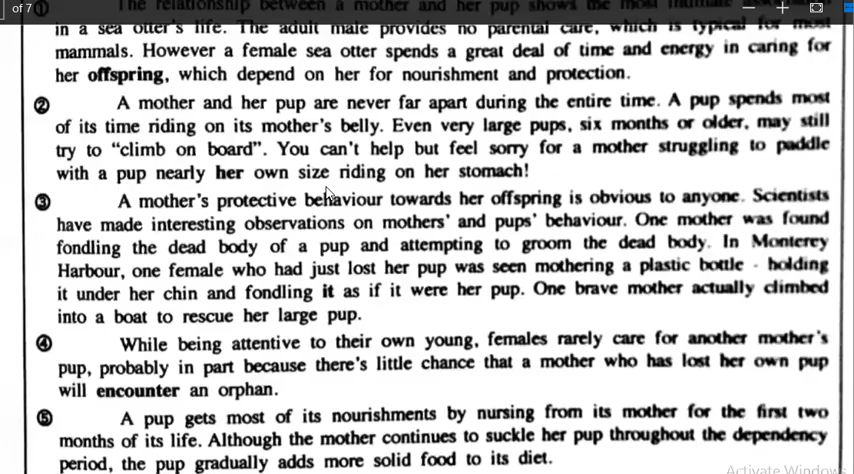 of 7
① The relationship between a mother and her pup shows the most
in a sea otter's life. The adult male provides no parental care, which is typical for most
mammals. However a female sea otter spends a great deal of time and energy in caring for
her offspring, which depend on her for nourishment and protection.
② A mother and her pup are never far apart during the entire time. A pup spends most
of its time riding on its mother's belly. Even very large pups, six months or older, may still
try to “climb on board”. You can't help but feel sorry for a mother struggling to paddle
with a pup nearly her own size riding on her stomach!
③ A mother's protective behaviour towards her offspring is obvious to anyone. Scientists
have made interesting observations on mothers' and pups' behaviour. One mother was found
fondling the dead body of a pup and attempting to groom the dead body. In Monterey
Harbour, one female who had just lost her pup was seen mothering a plastic bottle - holding
it under her chin and fondling it as if it were her pup. One brave mother actually climbed
into a boat to rescue her large pup.
④ While being attentive to their own young, females rarely care for another mother's
pup, probably in part because there's little chance that a mother who has lost her own pup
will encounter an orphan.
⑤ A pup gets most of its nourishments by nursing from its mother for the first two
months of its life. Although the mother continues to suckle her pup throughout the dependency
period, the pup gradually adds more solid food to its diet.
Activate Windows